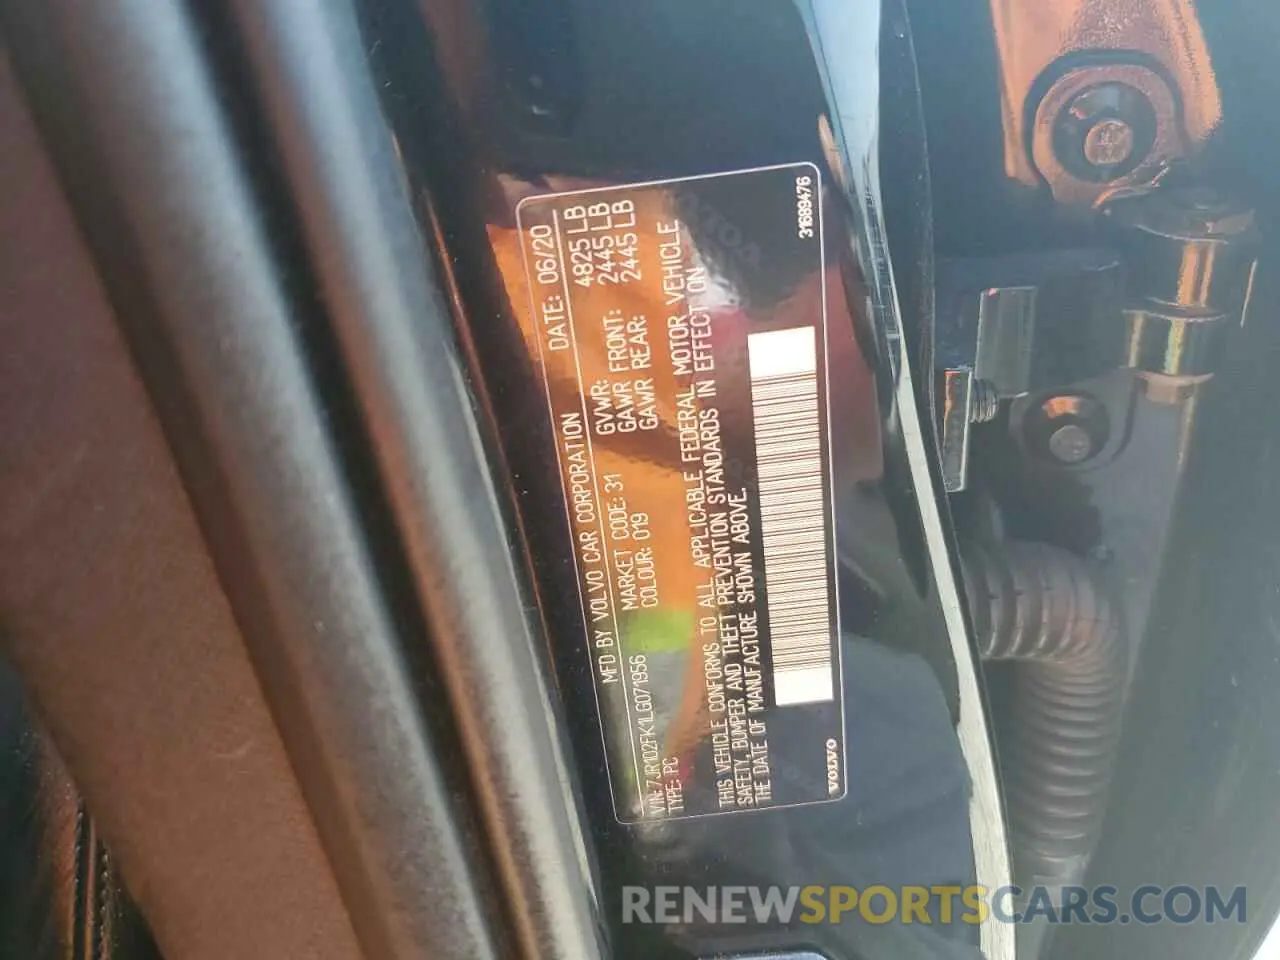 MFD BY VOLVO CAR CORPORATION DATE: 06/20
GVWR: 4825 LB
MARKET CODE: 31 GAWR FRONT: 2445 LB
COLOUR: 019 GAWR REAR: 2445 LB
VIN: 7JR102FK1LG071956
TYPE: PC
THIS VEHICLE CONFORMS TO ALL APPLICABLE FEDERAL MOTOR VEHICLE
SAFETY, BUMPER AND THEFT PREVENTION STANDARDS IN EFFECT ON
THE DATE OF MANUFACTURE SHOWN ABOVE.
VOLVO
31689476
RENEWSPORTSCARS.COM